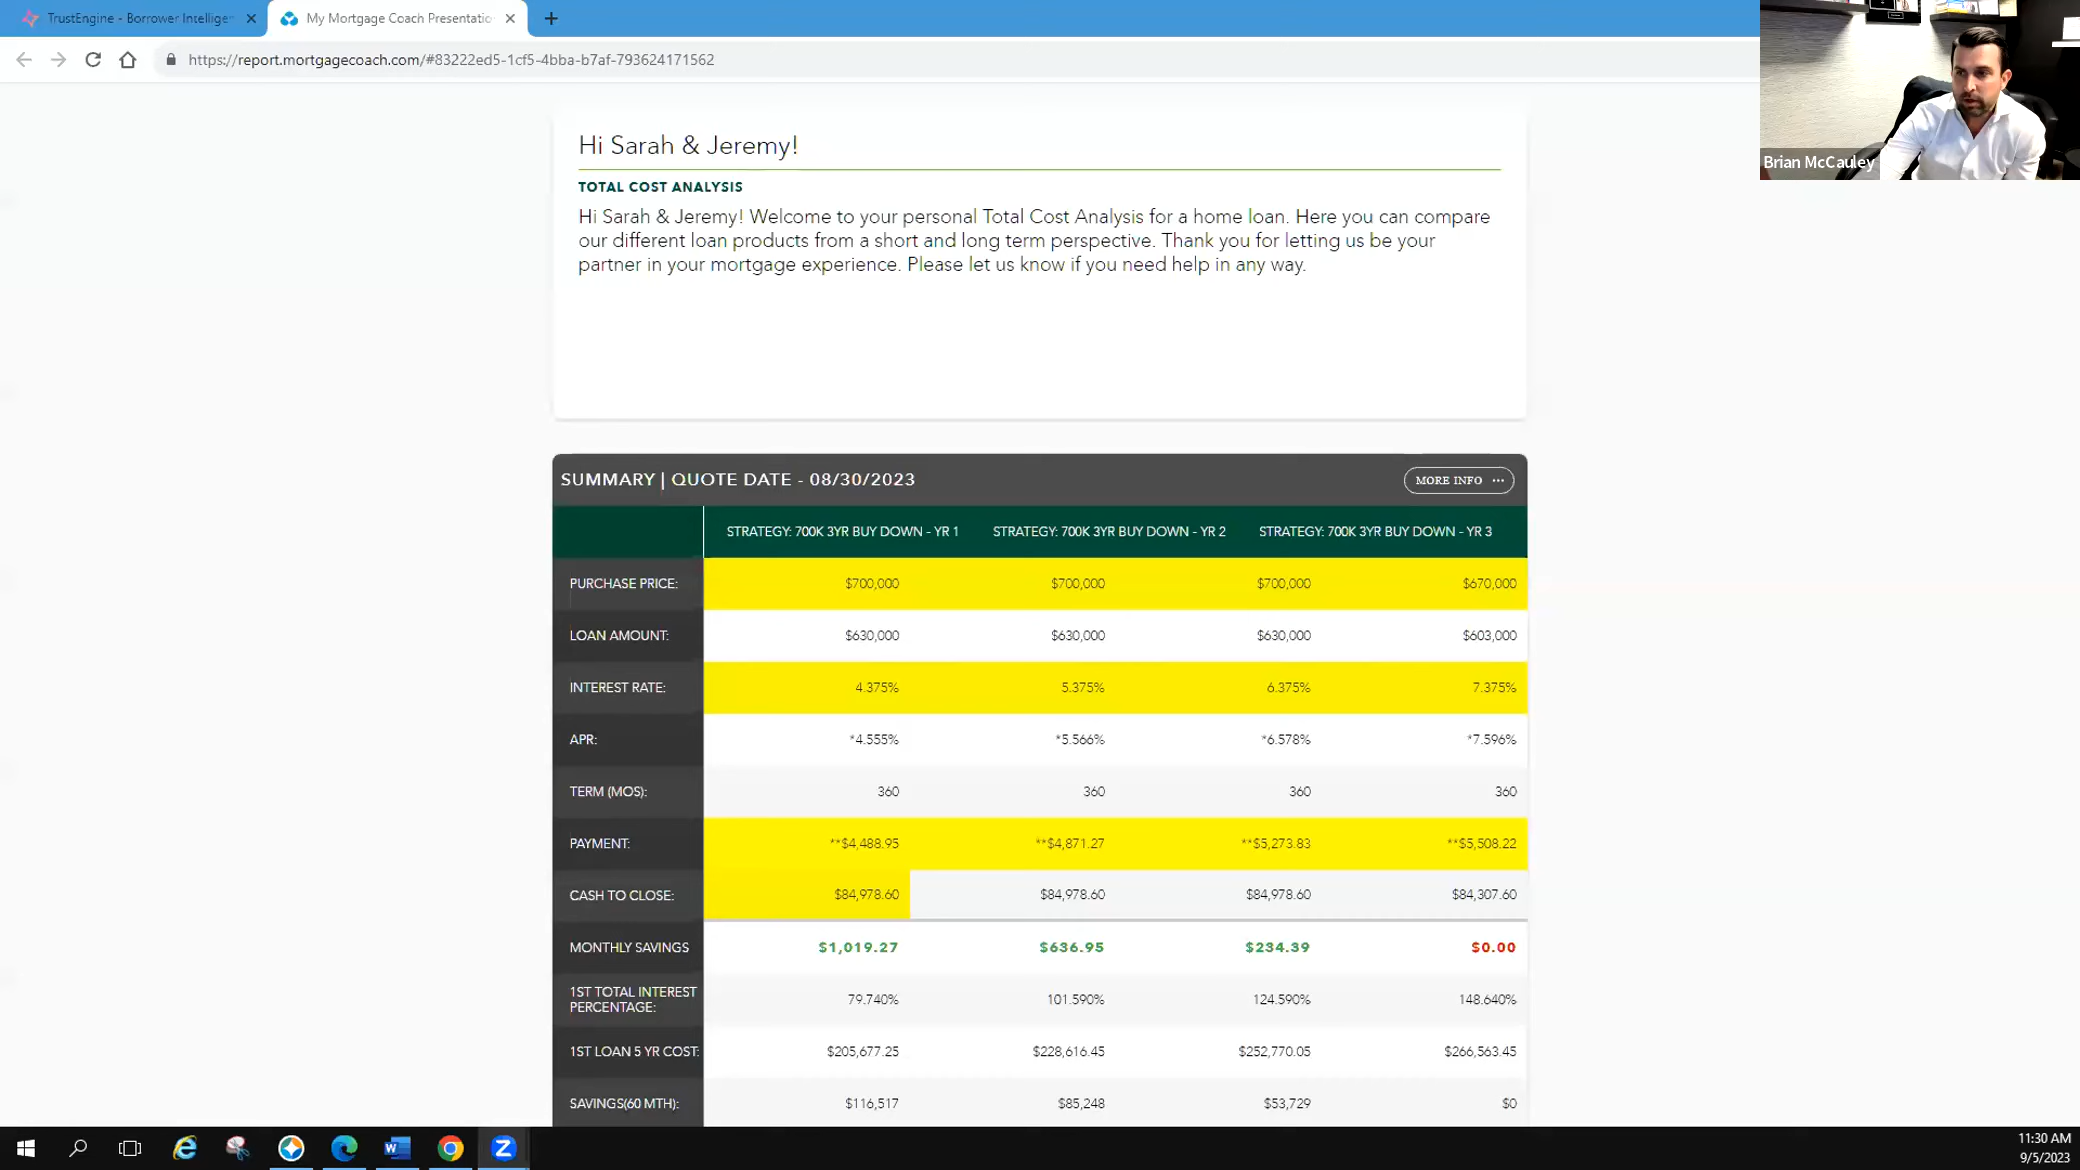 TrustEngine - Borrower Intelligen
My Mortgage Coach Presentatio
https://report.mortgagecoach.com/#83222ed5-1cf5-4bba-b7af-793624171562
Brian McCauley
Hi Sarah & Jeremy!
TOTAL COST ANALYSIS
Hi Sarah & Jeremy! Welcome to your personal Total Cost Analysis for a home loan. Here you can compare
our different loan products from a short and long term perspective. Thank you for letting us be your
partner in your mortgage experience. Please let us know if you need help in any way.
SUMMARY | QUOTE DATE - 08/30/2023
MORE INFO ...
STRATEGY: 700K 3YR BUY DOWN - YR 1 STRATEGY: 700K 3YR BUY DOWN - YR 2 STRATEGY: 700K 3YR BUY DOWN - YR 3
PURCHASE PRICE: $700,000 $700,000 $700,000 $670,000
LOAN AMOUNT: $630,000 $630,000 $630,000 $603,000
INTEREST RATE: 4.375% 5.375% 6.375% 7.375%
APR: *4.555% *5.566% *6.578% *7.596%
TERM (MOS): 360 360 360 360
PAYMENT: **$4,488.95 **$4,871.27 **$5,273.83 **$5,508.22
CASH TO CLOSE: $84,978.60 $84,978.60 $84,978.60 $84,307.60
MONTHLY SAVINGS $1,019.27 $636.95 $234.39 $0.00
1ST TOTAL INTEREST
PERCENTAGE: 79.740% 101.590% 124.590% 148.640%
1ST LOAN 5 YR COST: $205,677.25 $228,616.45 $252,770.05 $266,563.45
SAVINGS(60 MTH): $116,517 $85,248 $53,729 $0
11:30 AM
9/5/2023